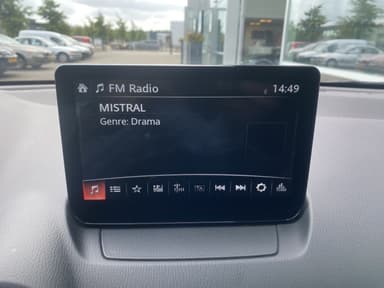 FM Radio 14:49
MISTRAL
Genre: Drama